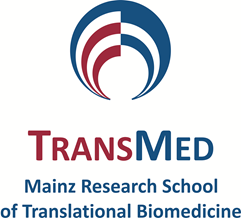 TRANSMED
Mainz Research School
of Translational Biomedicine